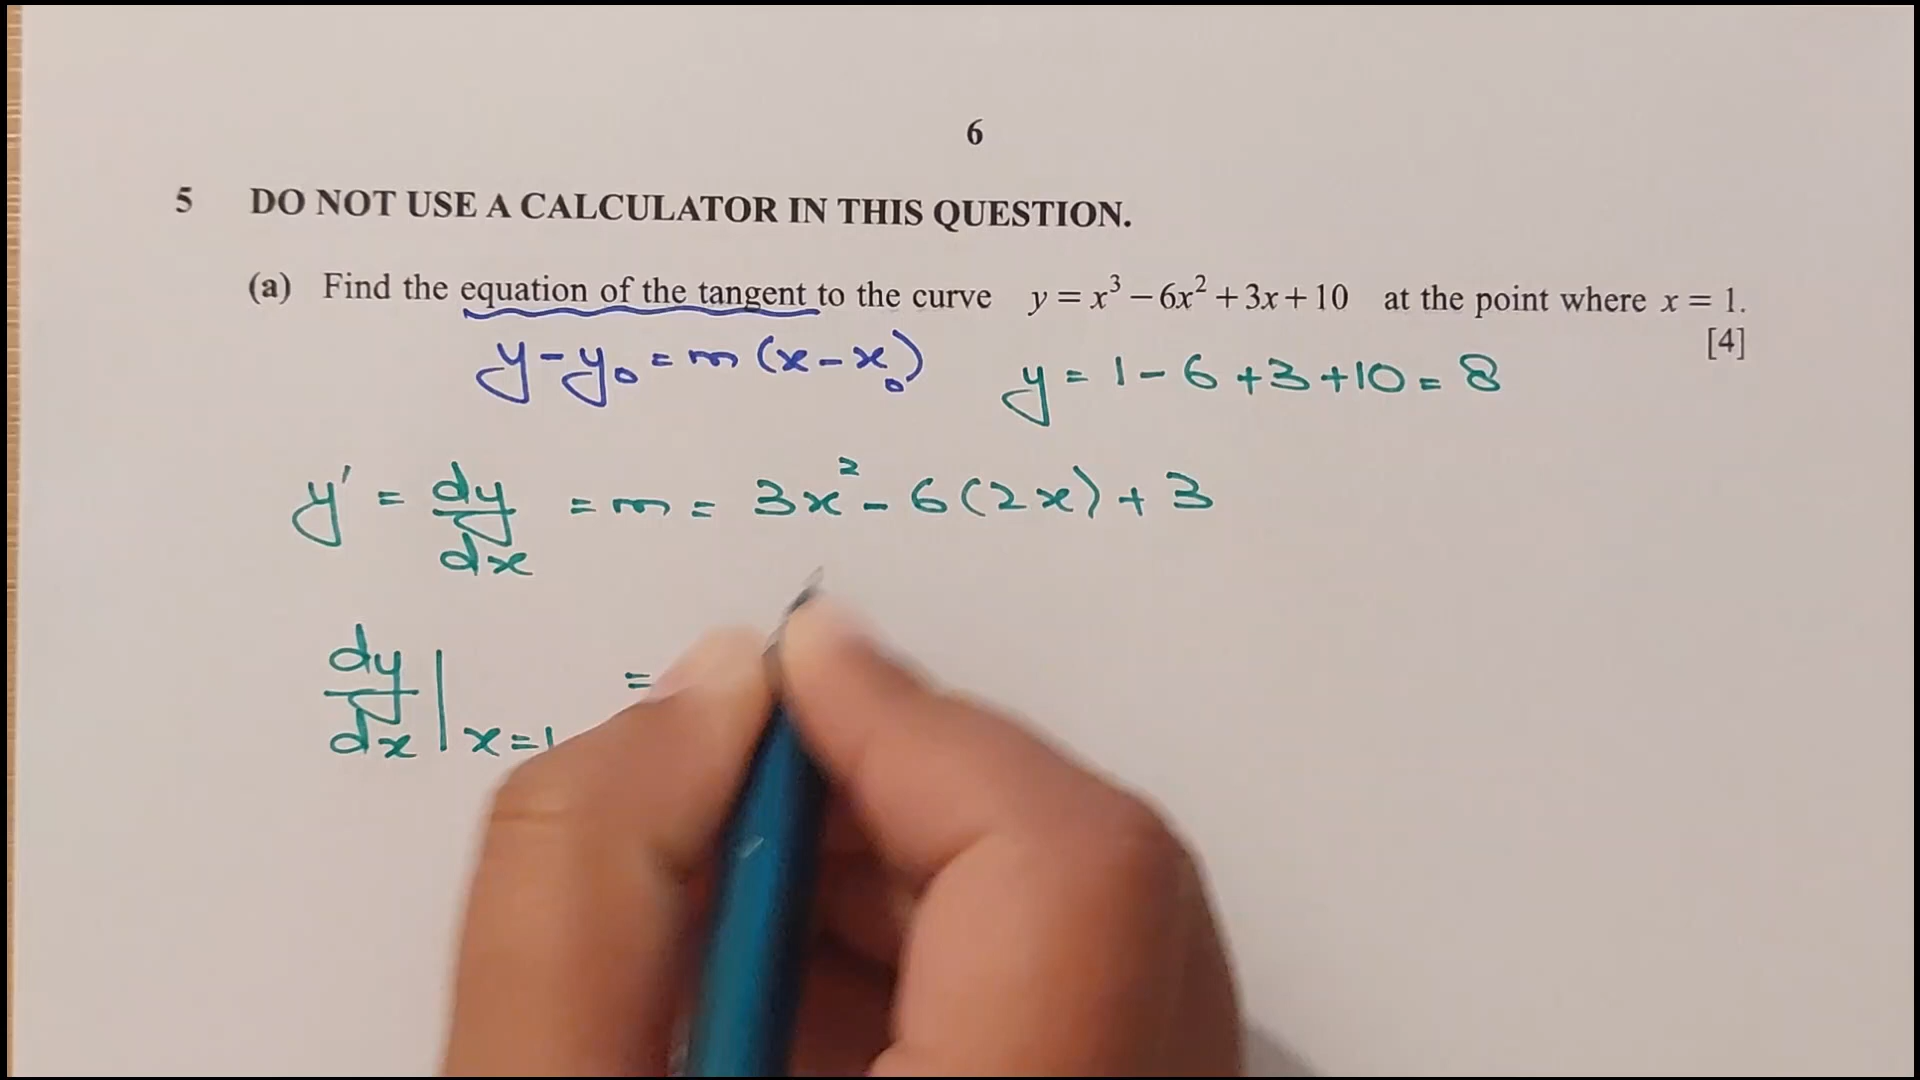 6
5 DO NOT USE A CALCULATOR IN THIS QUESTION.
(a) Find the equation of the tangent to the curve y = x³ − 6x² + 3x + 10 at the point where x = 1.
[4]
y − y₀ = m (x − x₀) y = 1 − 6 + 3 + 10 = 8
y' = dy/dx = m = 3x² − 6(2x) + 3
dy/dx | x=1 =